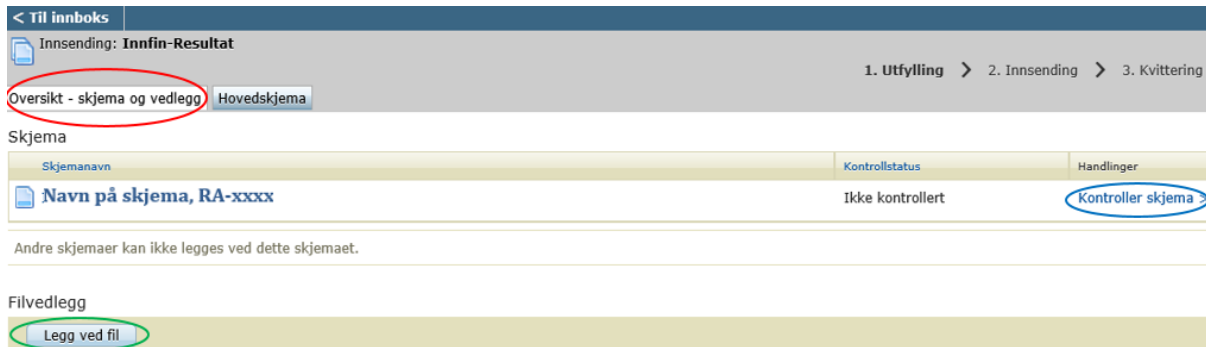 < Til innboks
Innsending: Innfin-Resultat
1. Utfylling > 2. Innsending > 3. Kvittering
Oversikt - skjema og vedlegg Hovedskjema
Skjema
Skjemanavn Kontrollstatus Handlinger
Navn på skjema, RA-xxxx Ikke kontrollert Kontroller skjema >
Andre skjemaer kan ikke legges ved dette skjemaet.
Filvedlegg
Legg ved fil